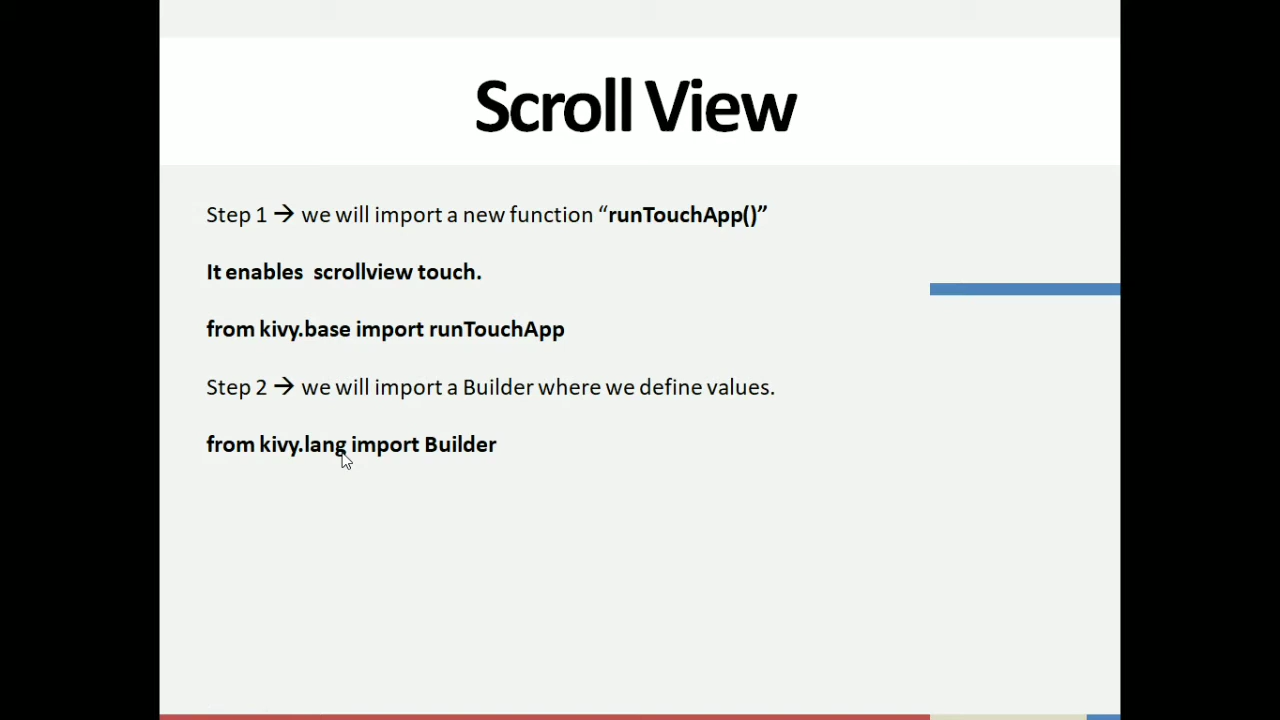 Scroll View
Step 1 → we will import a new function “runTouchApp()”
It enables  scrollview touch.
from kivy.base import runTouchApp
Step 2 → we will import a Builder where we define values.
from kivy.lang import Builder